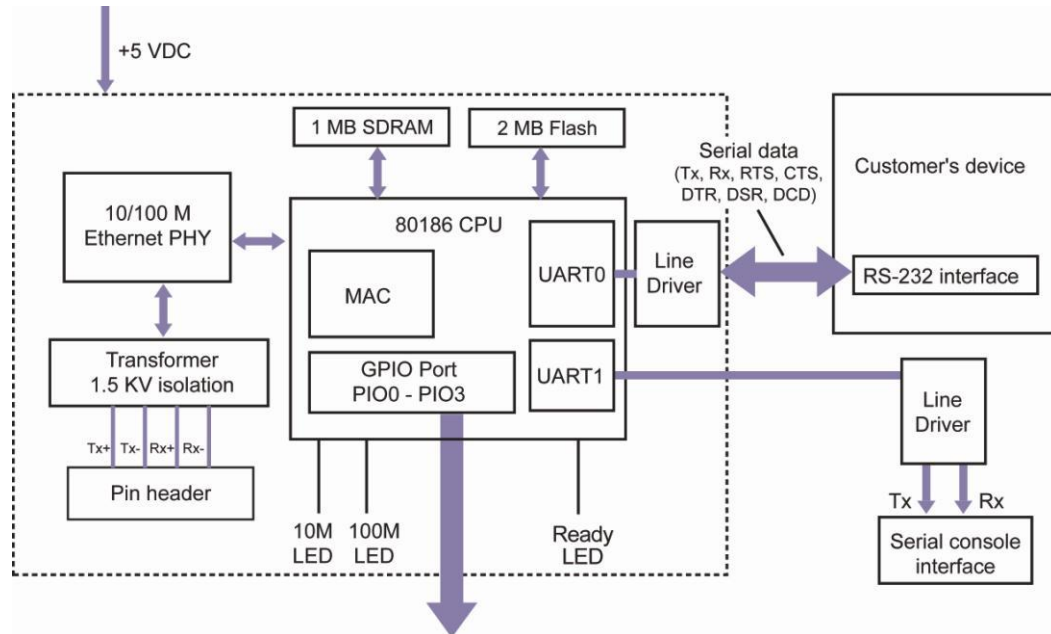 +5 VDC
1 MB SDRAM
2 MB Flash
Serial data
(Tx, Rx, RTS, CTS,
DTR, DSR, DCD)
Customer's device
10/100 M
Ethernet PHY
80186 CPU
MAC
UART0
Line
Driver
RS-232 interface
Transformer
1.5 KV isolation
GPIO Port
PIO0 - PIO3
UART1
Line
Driver
Tx+ Tx- Rx+ Rx-
Pin header
10M
LED
100M
LED
Ready
LED
Tx Rx
Serial console
interface